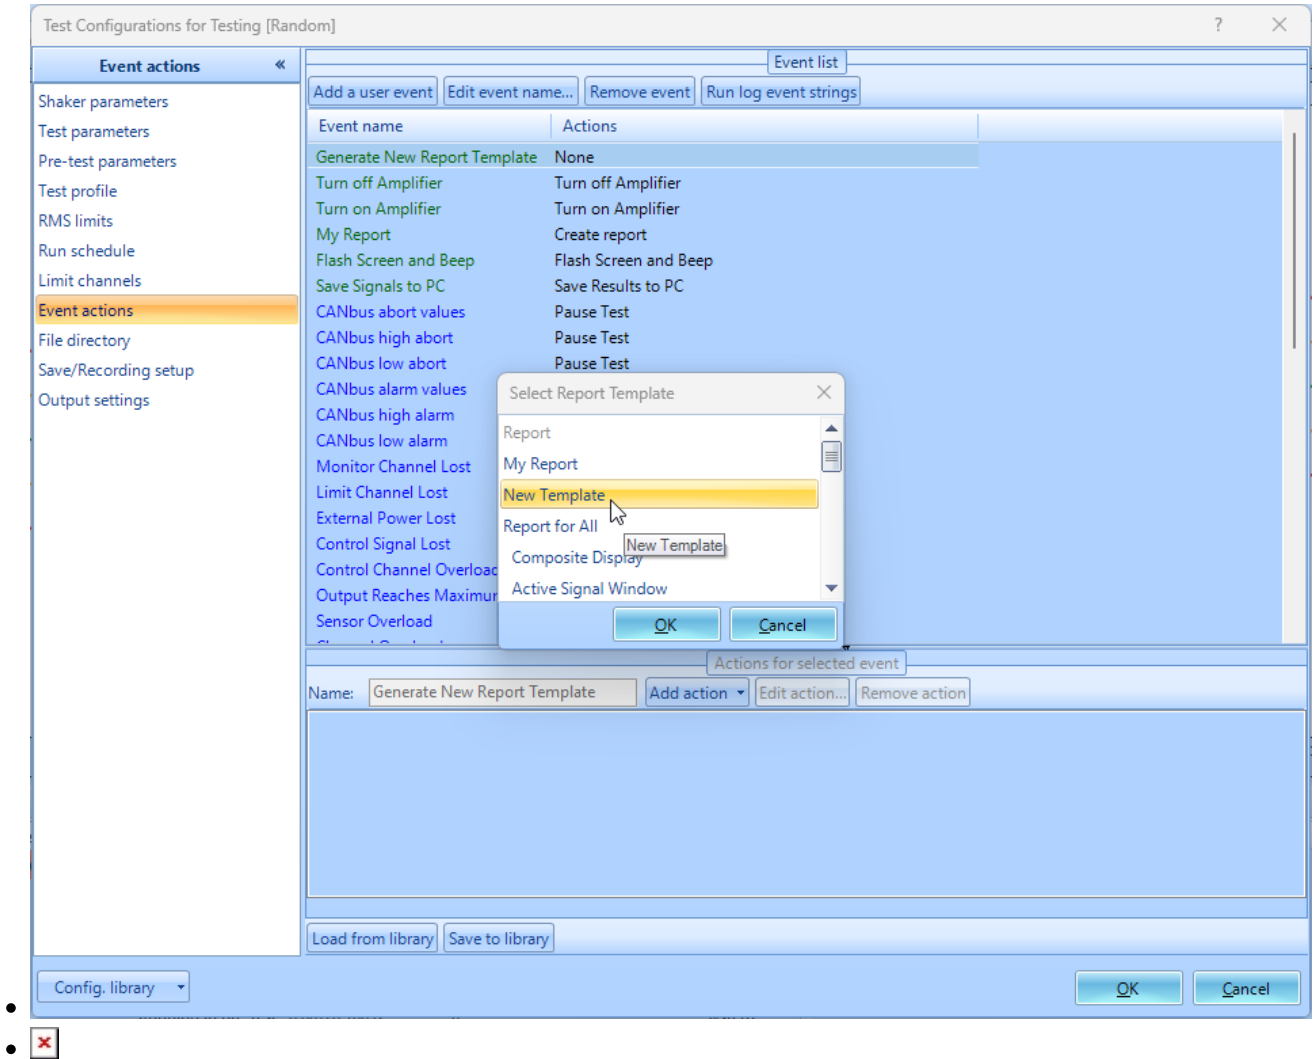 Test Configurations for Testing [Random]
?
Event actions «
Shaker parameters
Test parameters
Pre-test parameters
Test profile
RMS limits
Run schedule
Limit channels
Event actions
File directory
Save/Recording setup
Output settings
Event list
Add a user event Edit event name... Remove event Run log event strings
Event name Actions
Generate New Report Template None
Turn off Amplifier Turn off Amplifier
Turn on Amplifier Turn on Amplifier
My Report Create report
Flash Screen and Beep Flash Screen and Beep
Save Signals to PC Save Results to PC
CANbus abort values Pause Test
CANbus high abort Pause Test
CANbus low abort Pause Test
CANbus alarm values
CANbus high alarm
CANbus low alarm
Monitor Channel Lost
Limit Channel Lost
External Power Lost
Control Signal Lost
Control Channel Overload
Output Reaches Maximum
Sensor Overload
Select Report Template
Report
My Report
New Template
Report for All
New Template
Composite Display
Active Signal Window
OK Cancel
Actions for selected event
Name: Generate New Report Template Add action Edit action... Remove action
Load from library Save to library
Config. library OK Cancel